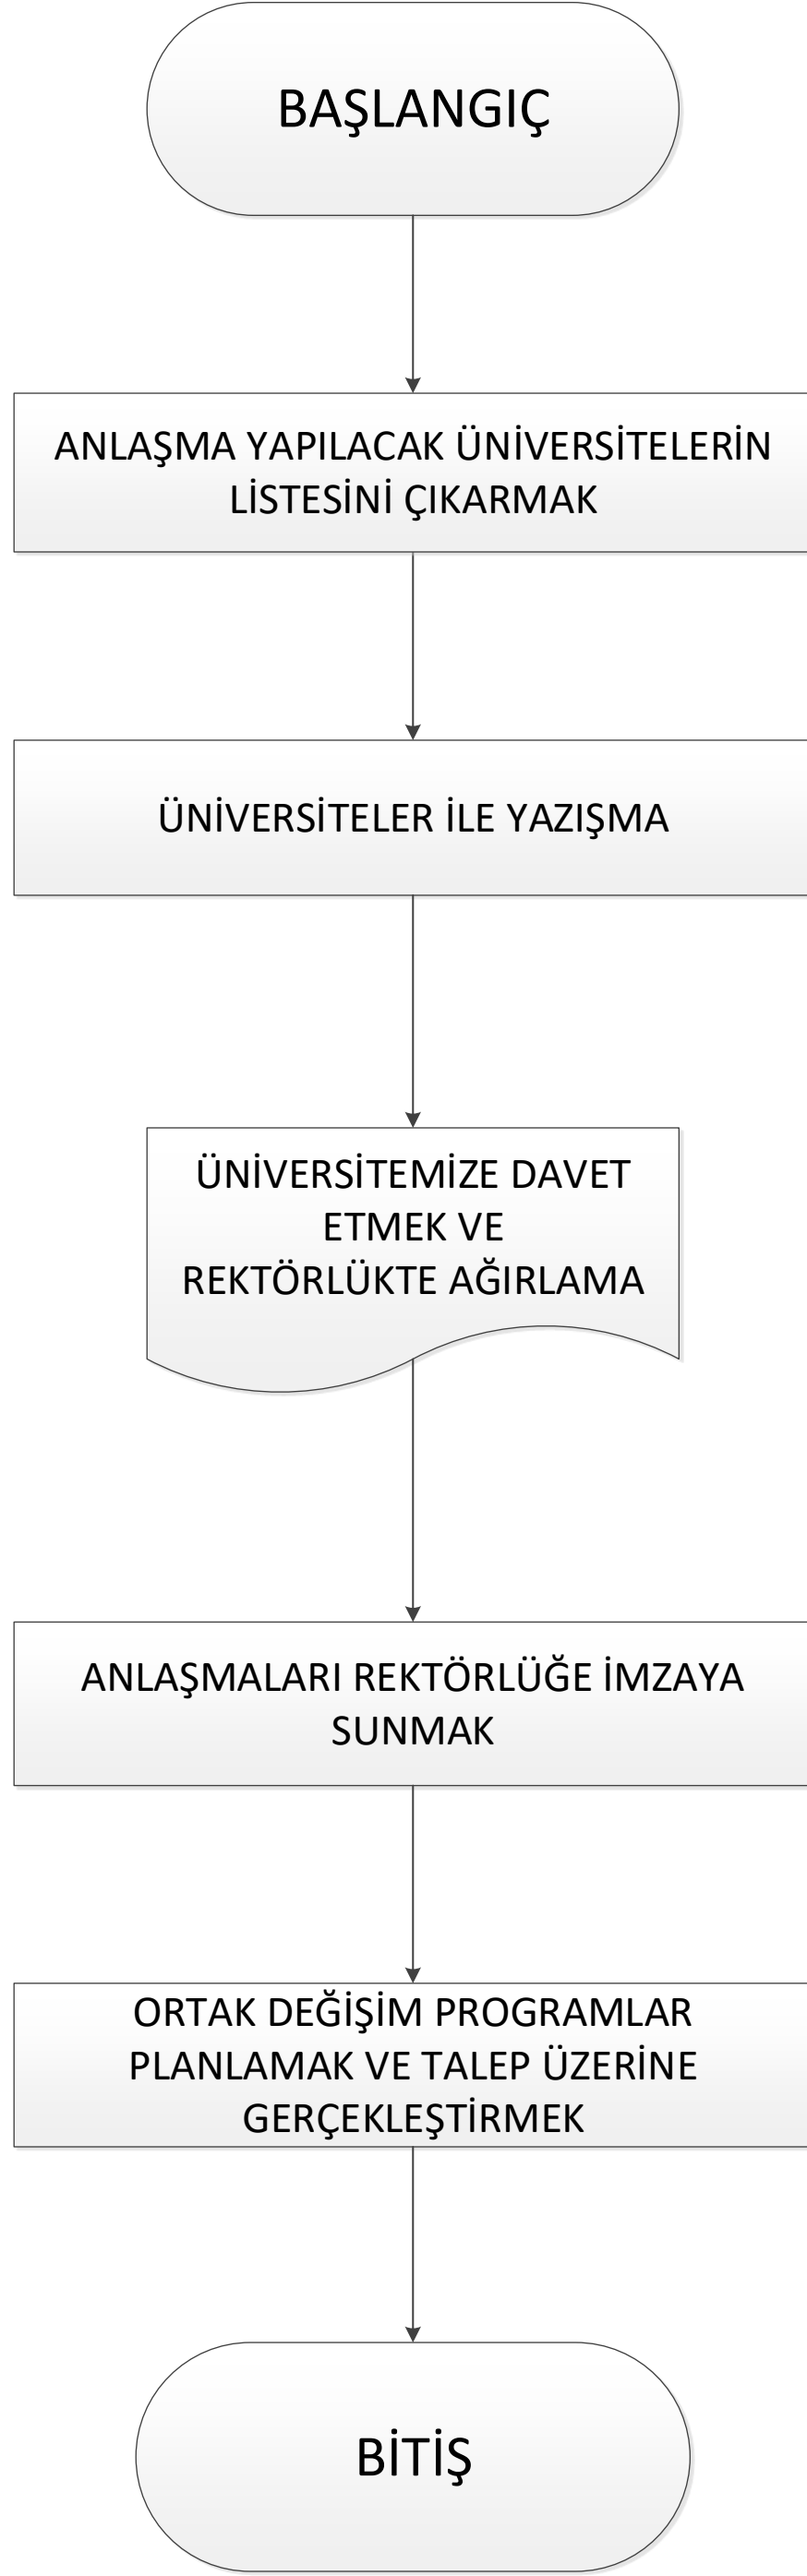 BAŞLANGIÇ
ANLAŞMA YAPILACAK ÜNİVERSİTELERİN
LİSTESİNİ ÇIKARMAK
ÜNİVERSİTELER İLE YAZIŞMA
ÜNİVERSİTEMİZE DAVET
ETMEK VE
REKTÖRLÜKTE AĞIRLAMA
ANLAŞMALARI REKTÖRLÜĞE İMZAYA
SUNMAK
ORTAK DEĞİŞİM PROGRAMLAR
PLANLAMAK VE TALEP ÜZERİNE
GERÇEKLEŞTİRMEK
BİTİŞ